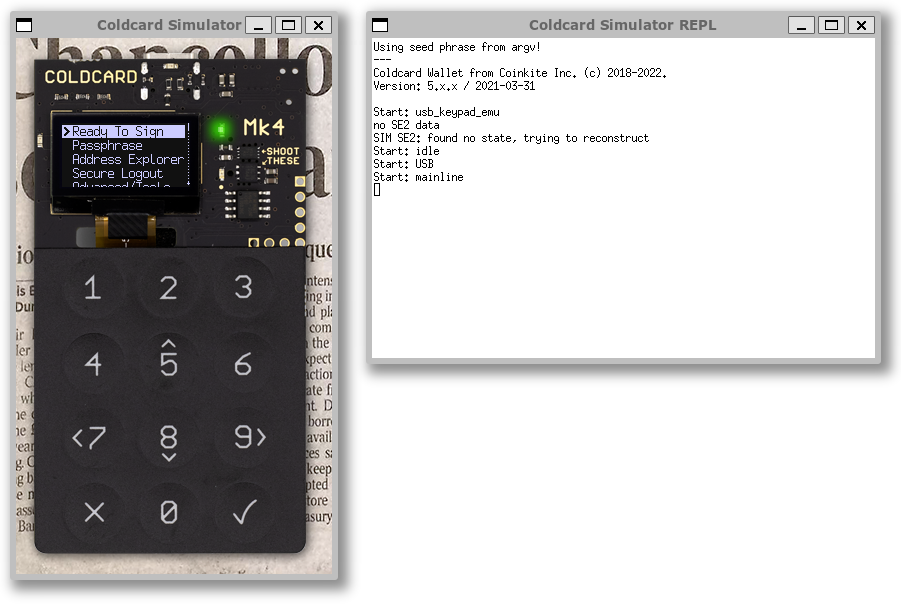 Coldcard Simulator
Chancello
COLDCARD
>Ready To Sign
Passphrase
Address Explorer
Secure Logout
Advanced/Tools
Mk4
←SHOOT
↙THESE
1 2 3
4 5 6
<7 8 9>
× 0 ✓
Coldcard Simulator REPL
Using seed phrase from argv!
---
Coldcard Wallet from Coinkite Inc. (c) 2018-2022.
Version: 5.x.x / 2021-03-31
Start: usb_keypad_emu
no SE2 data
SIM SE2: found no state, trying to reconstruct
Start: idle
Start: USB
Start: mainline